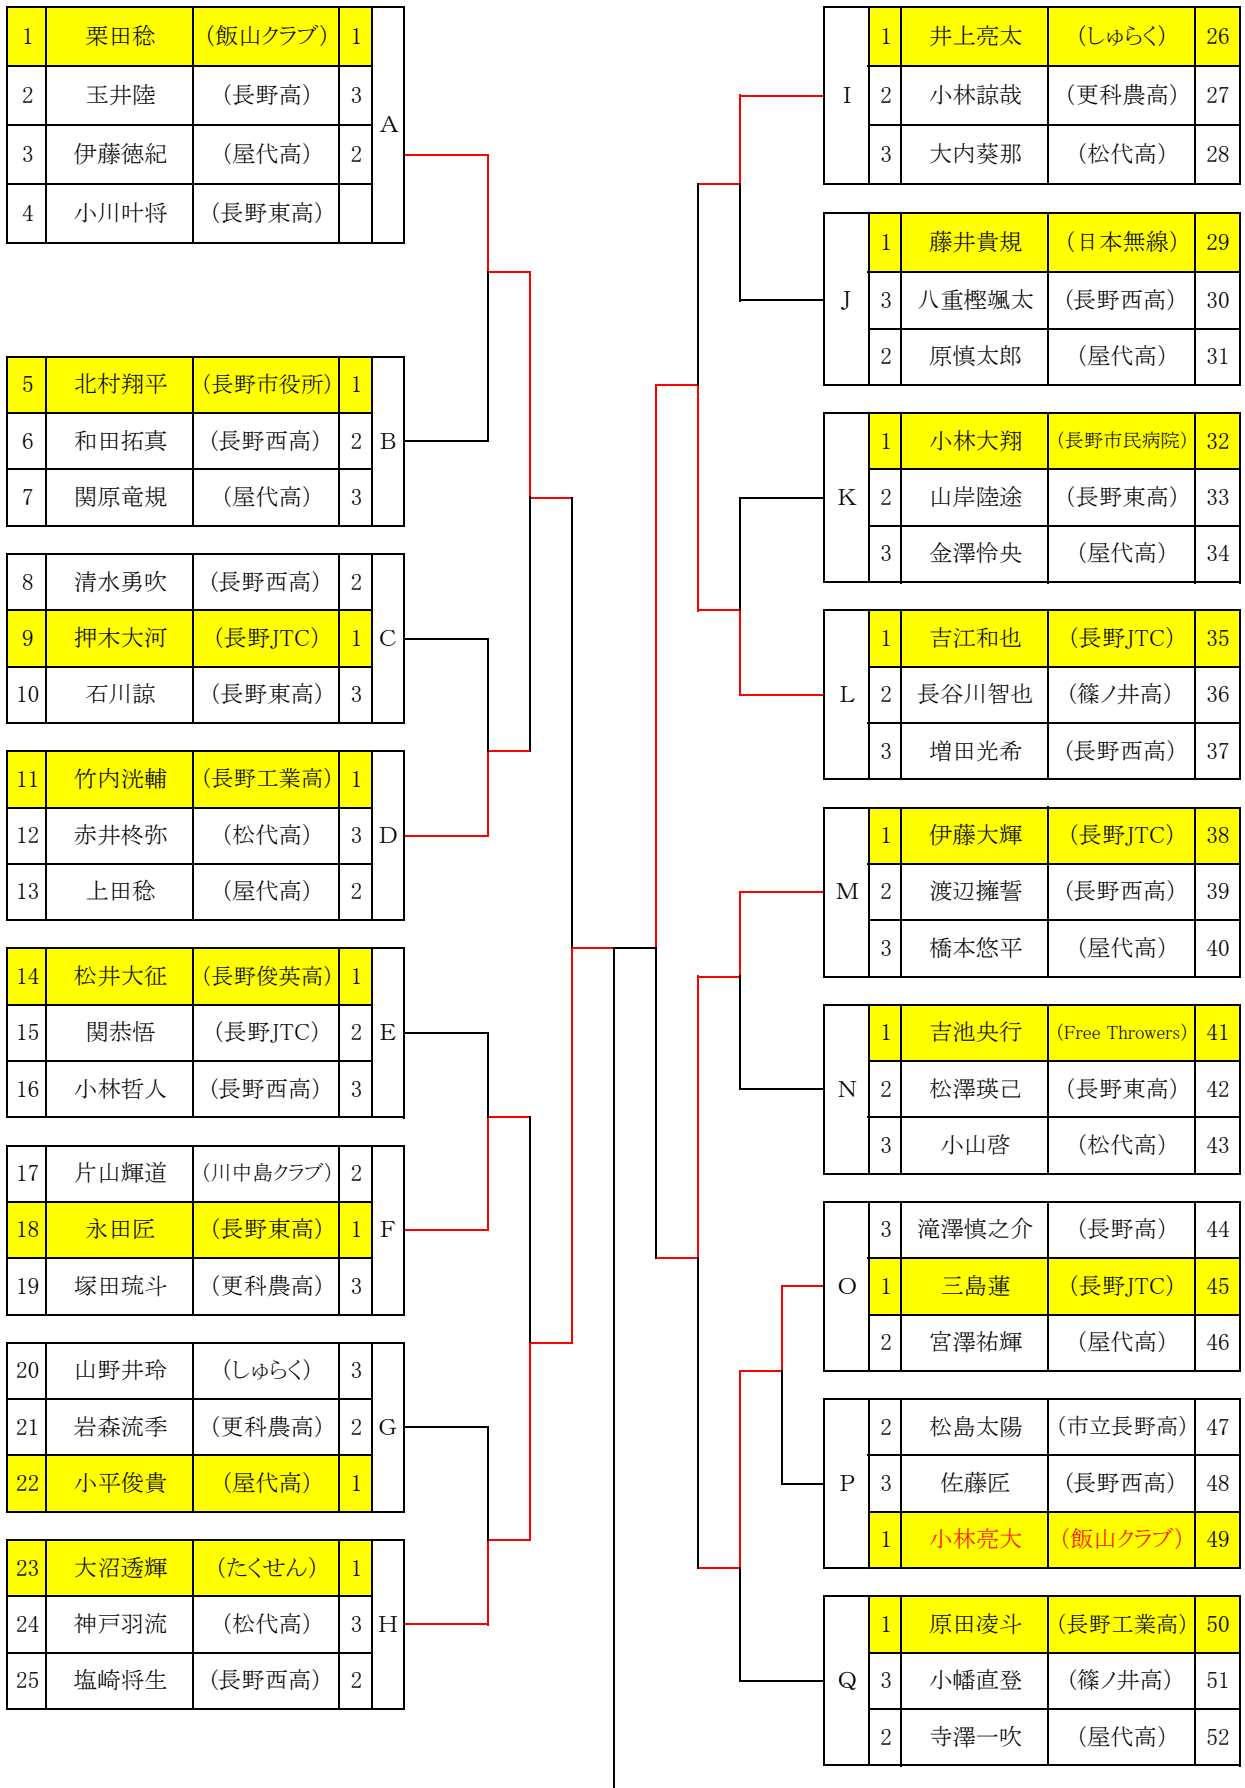 1 栗田稔 (飯山クラブ) 1
2 玉井陸 (長野高) 3
3 伊藤徳紀 (屋代高) 2
4 小川叶将 (長野東高)
A
5 北村翔平 (長野市役所) 1
6 和田拓真 (長野西高) 2
7 関原竜規 (屋代高) 3
B
8 清水勇吹 (長野西高) 2
9 押木大河 (長野JTC) 1
10 石川諒 (長野東高) 3
C
11 竹内洸輔 (長野工業高) 1
12 赤井柊弥 (松代高) 3
13 上田稔 (屋代高) 2
D
14 松井大征 (長野俊英高) 1
15 関恭悟 (長野JTC) 2
16 小林哲人 (長野西高) 3
E
17 片山輝道 (川中島クラブ) 2
18 永田匠 (長野東高) 1
19 塚田琉斗 (更科農高) 3
F
20 山野井玲 (しゅらく) 3
21 岩森流季 (更科農高) 2
22 小平俊貴 (屋代高) 1
G
23 大沼透輝 (たくせん) 1
24 神戸羽流 (松代高) 3
25 塩崎将生 (長野西高) 2
H
I
1 井上亮太 (しゅらく) 26
2 小林諒哉 (更科農高) 27
3 大内葵那 (松代高) 28
J
1 藤井貴規 (日本無線) 29
3 八重樫颯太 (長野西高) 30
2 原慎太郎 (屋代高) 31
K
1 小林大翔 (長野市民病院) 32
2 山岸陸途 (長野東高) 33
3 金澤怜央 (屋代高) 34
L
1 吉江和也 (長野JTC) 35
2 長谷川智也 (篠ノ井高) 36
3 増田光希 (長野西高) 37
M
1 伊藤大輝 (長野JTC) 38
2 渡辺擁誓 (長野西高) 39
3 橋本悠平 (屋代高) 40
N
1 吉池央行 (Free Throwers) 41
2 松澤瑛己 (長野東高) 42
3 小山啓 (松代高) 43
O
3 滝澤慎之介 (長野高) 44
1 三島蓮 (長野JTC) 45
2 宮澤祐輝 (屋代高) 46
P
2 松島太陽 (市立長野高) 47
3 佐藤匠 (長野西高) 48
1 小林亮大 (飯山クラブ) 49
Q
1 原田凌斗 (長野工業高) 50
3 小幡直登 (篠ノ井高) 51
2 寺澤一吹 (屋代高) 52